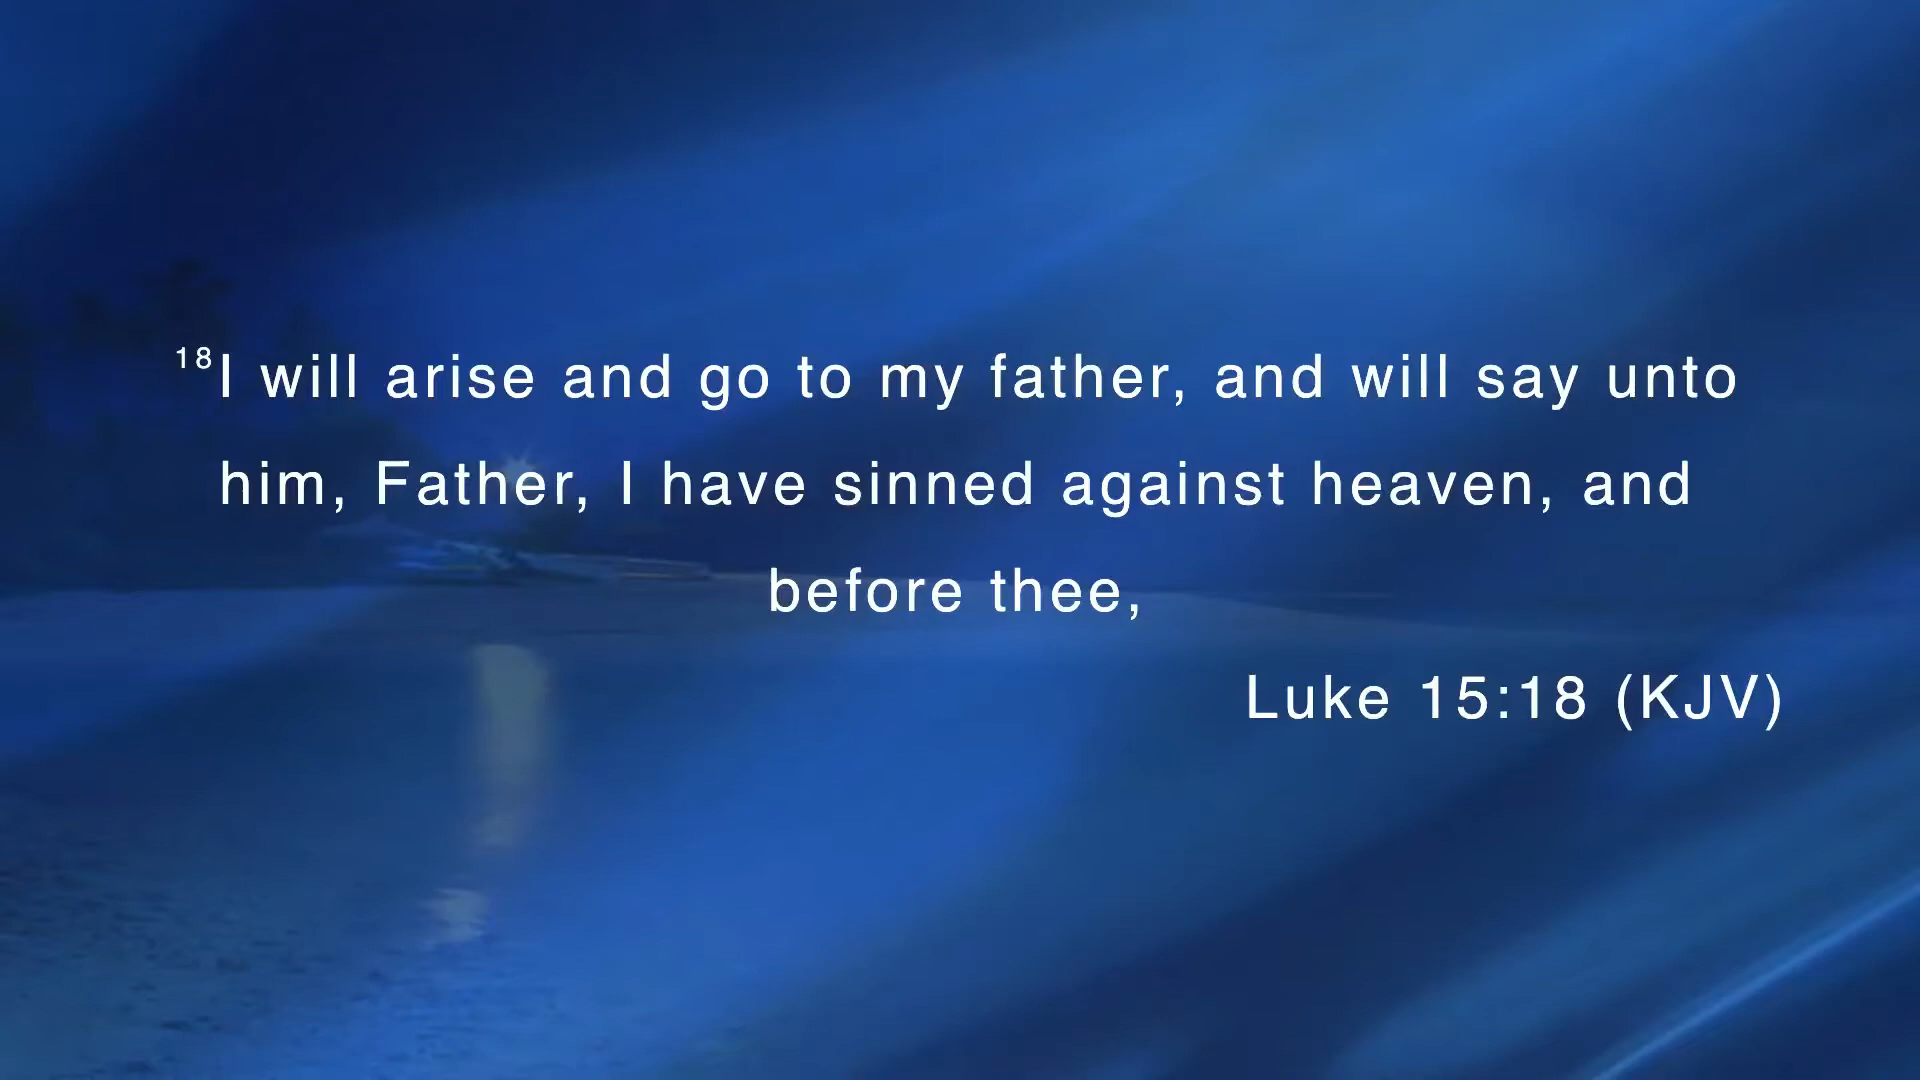 18I will arise and go to my father, and will say unto
him, Father, I have sinned against heaven, and
before thee,
Luke 15:18 (KJV)